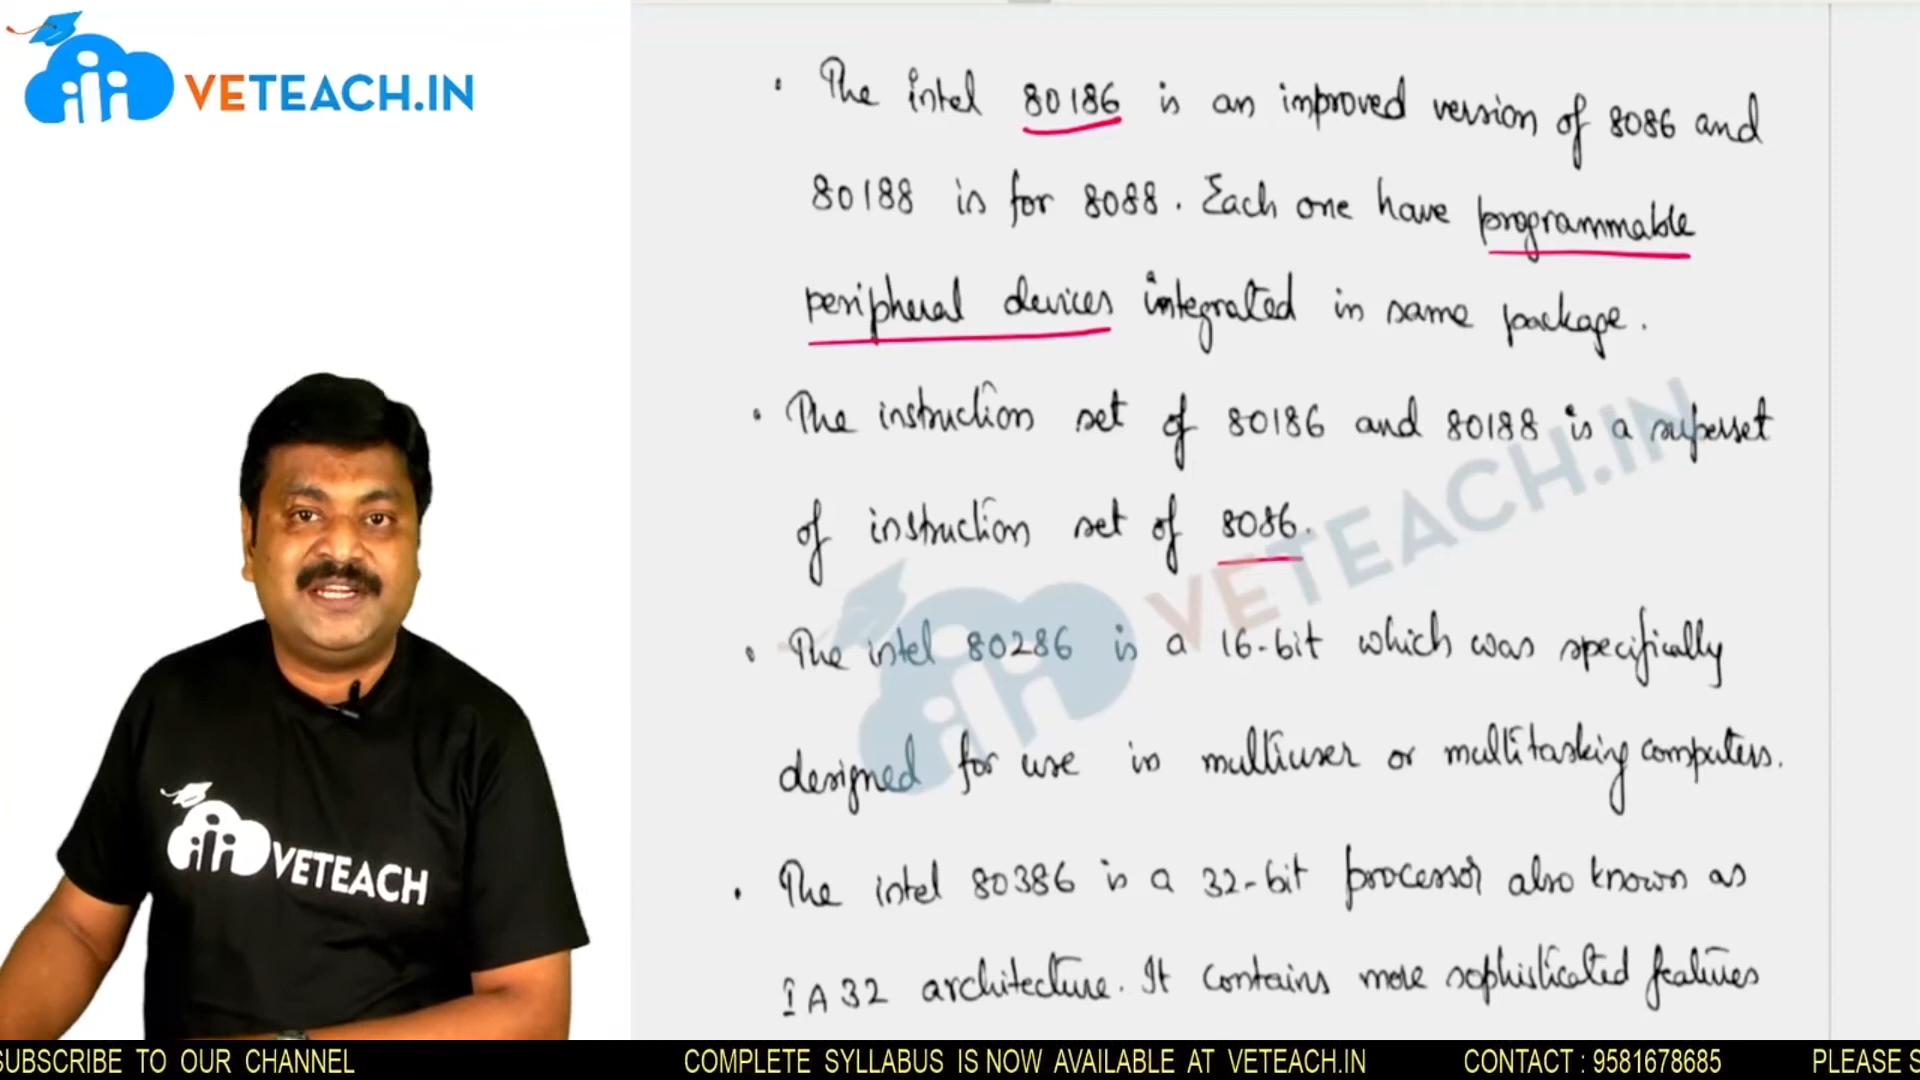 VETEACH.IN
• The intel 80186 is an improved version of 8086 and
80188 is for 8088. Each one have programmable
peripheral devices integrated in same package.
• The instruction set of 80186 and 80188 is a superset
of instruction set of 8086.
• The intel 80286 is a 16-bit which was specifically
designed for use in multiuser or multitasking computers.
• The intel 80386 is a 32-bit processor also known as
IA32 architecture. It contains more sophisticated features
VETEACH.IN
VETEACH
SUBSCRIBE TO OUR CHANNEL COMPLETE SYLLABUS IS NOW AVAILABLE AT VETEACH.IN CONTACT : 9581678685 PLEASE S